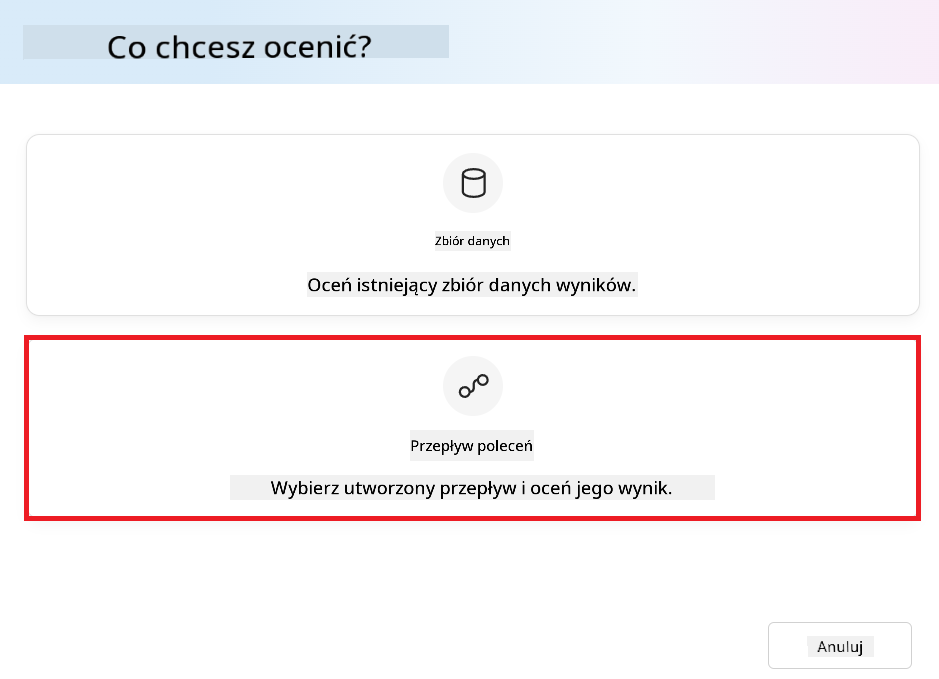 Co chcesz ocenić?
Zbiór danych
Oceń istniejący zbiór danych wyników.
Przepływ poleceń
Wybierz utworzony przepływ i oceń jego wynik.
Anuluj